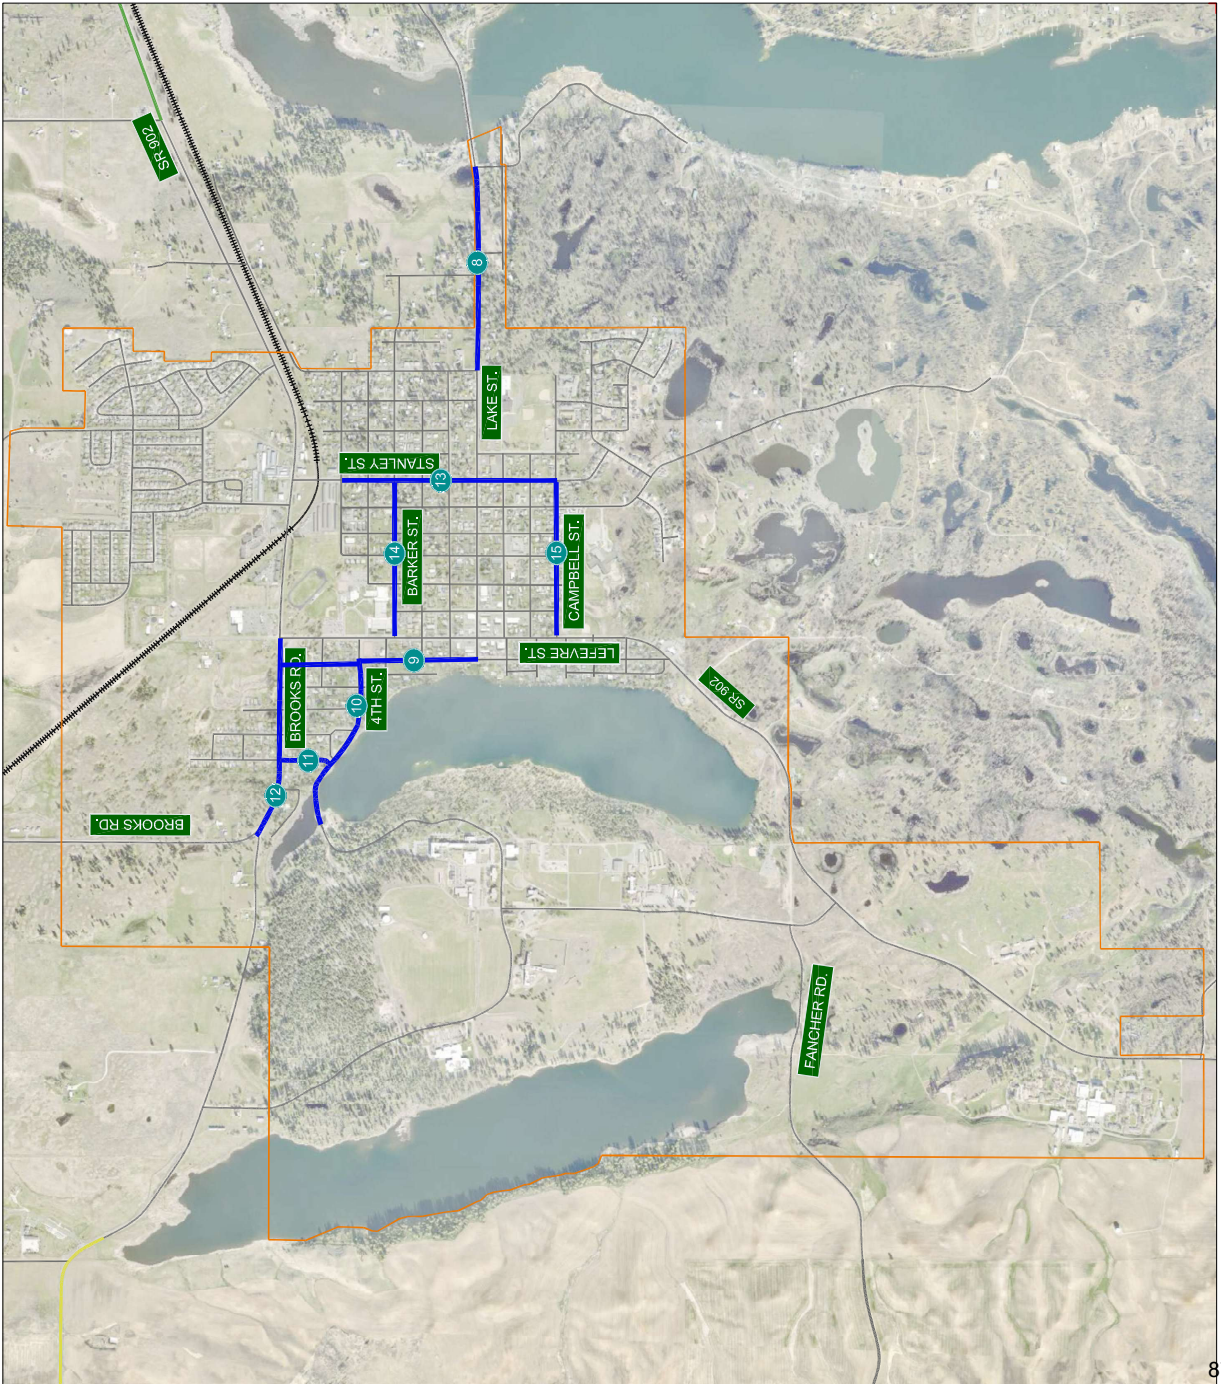 SR 902
8
LAKE ST.
STANLEY ST.
13
BARKER ST.
14
CAMPBELL ST.
15
LEFEVRE ST.
9
BROOKS RD.
4TH ST.
10
SR 902
11
12
BROOKS RD.
FANCHER RD.
8